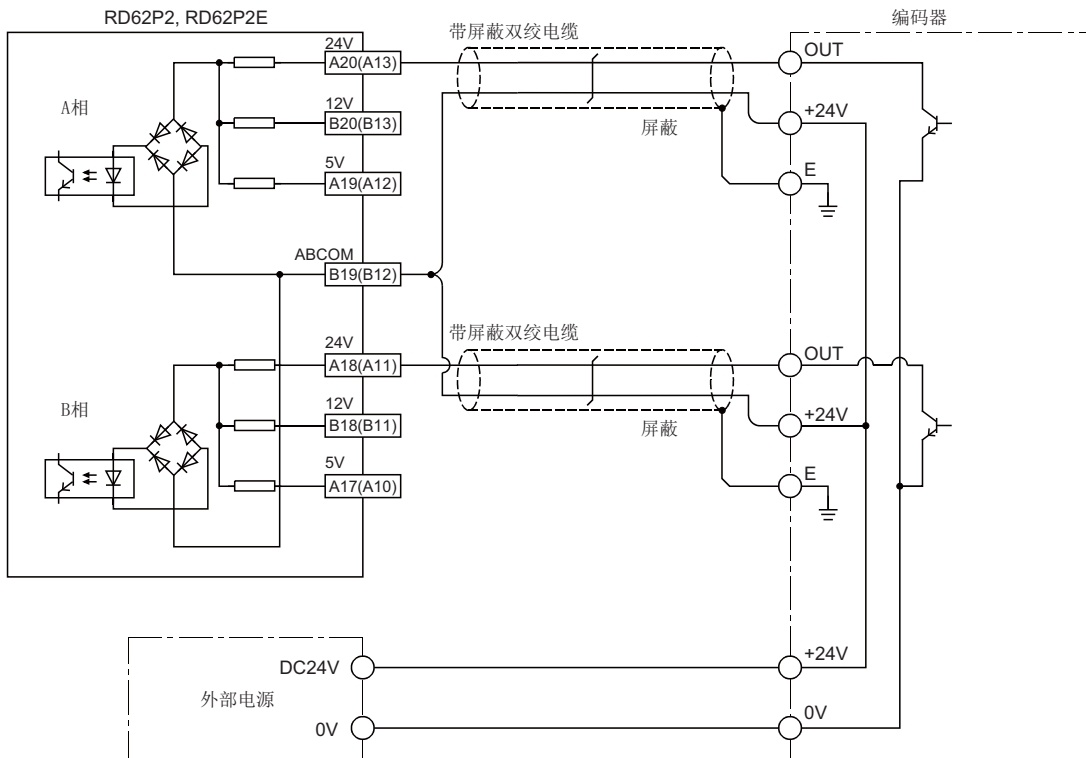 RD62P2, RD62P2E
编码器
带屏蔽双绞电缆
24V
A20(A13)
OUT
A相
12V
B20(B13)
+24V
屏蔽
5V
A19(A12)
E
ABCOM
B19(B12)
带屏蔽双绞电缆
24V
A18(A11)
OUT
B相
12V
B18(B11)
+24V
屏蔽
5V
A17(A10)
E
DC24V
+24V
外部电源
0V
0V